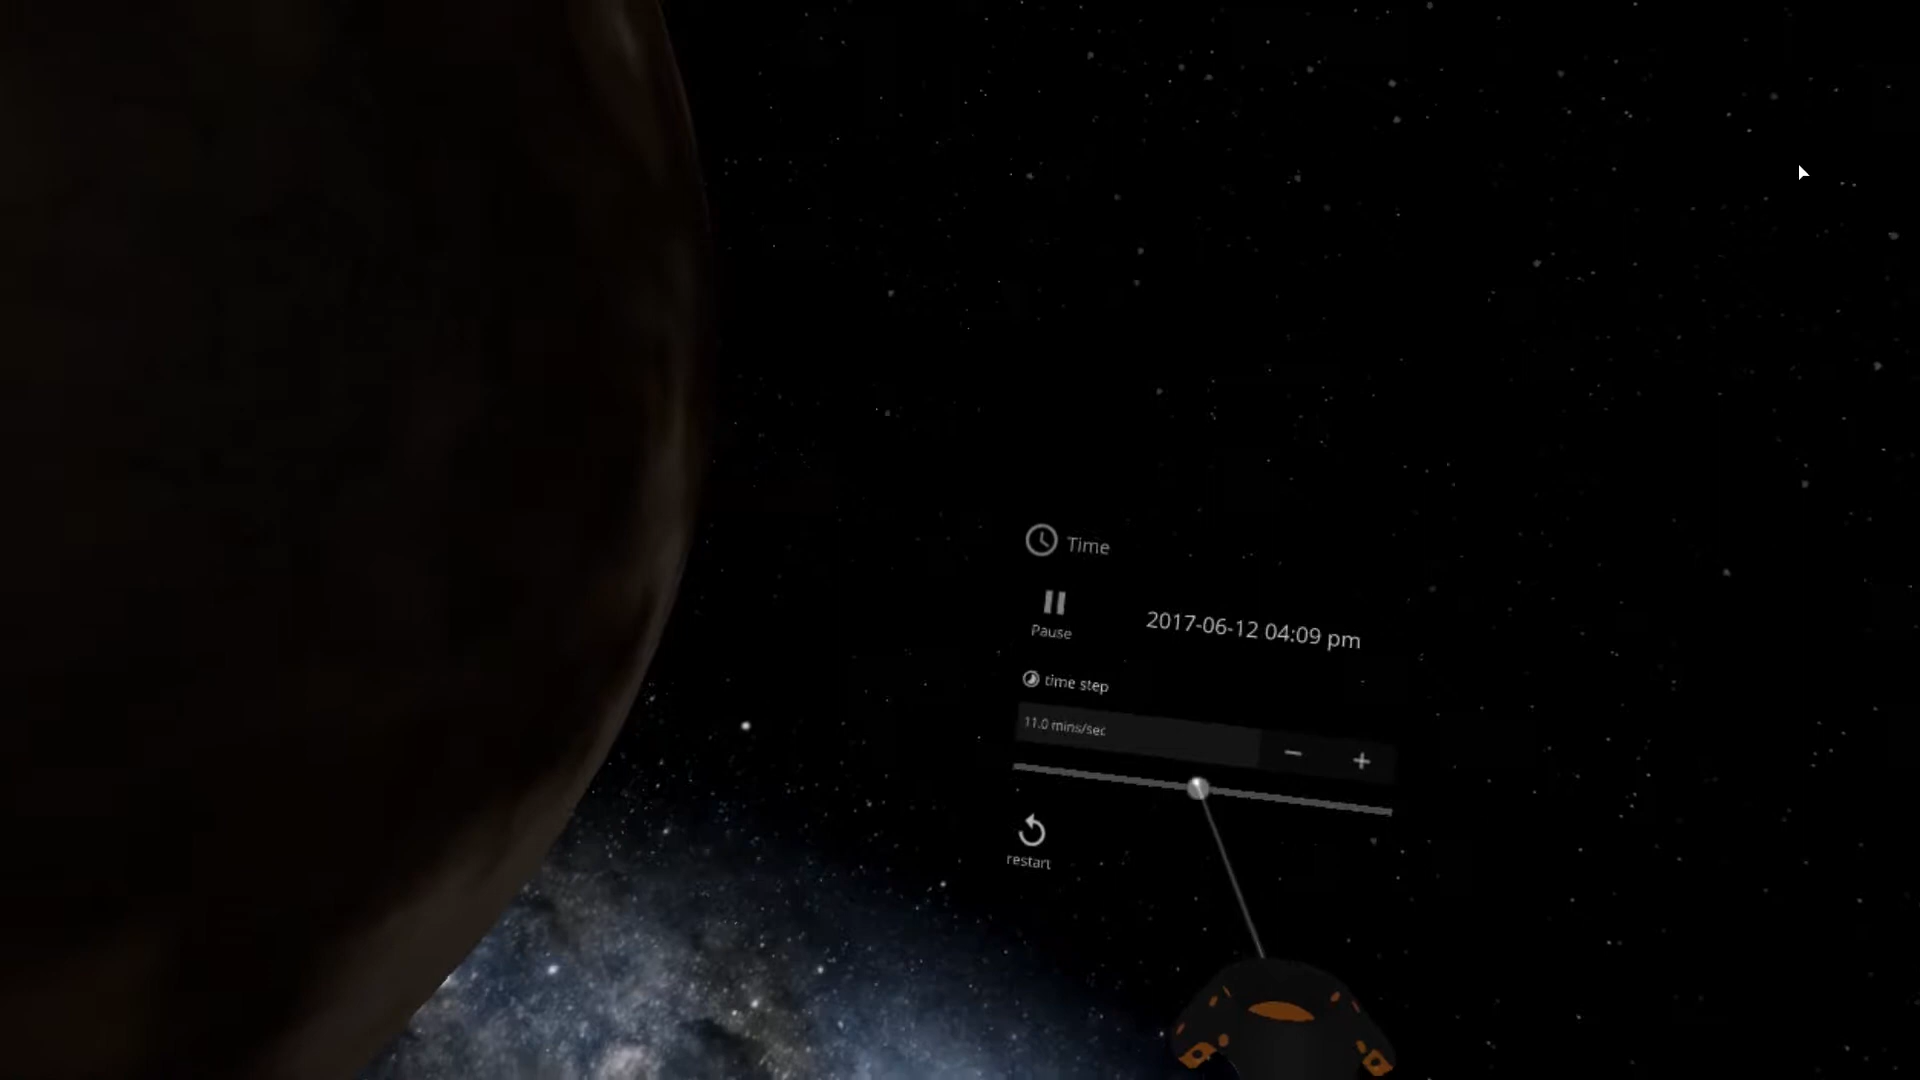 Time
Pause
2017-06-12 04:09 pm
time step
11.0 mins/sec
restart